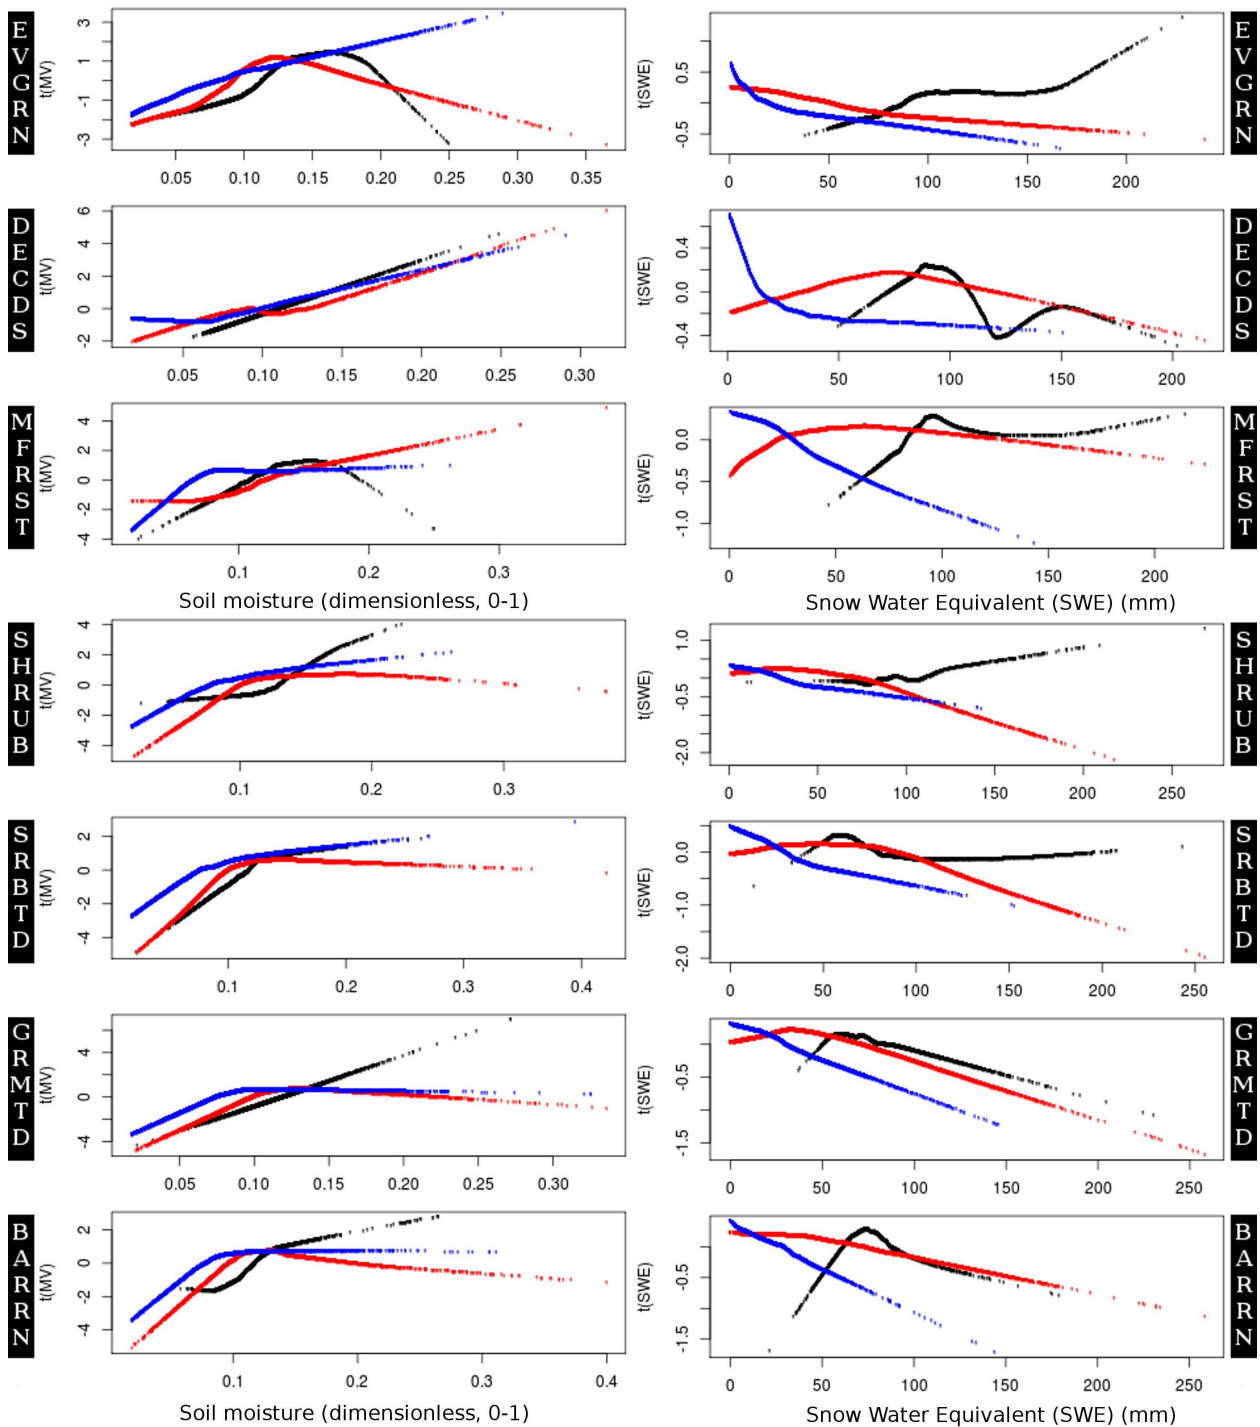 EVGRN
t(MV)
3
1
-1
-3
0.05 0.10 0.15 0.20 0.25 0.30 0.35
t(SWE)
0.5
-0.5
0 50 100 150 200
EVGRN
DECDS
t(MV)
6
4
2
0
-2
0.05 0.10 0.15 0.20 0.25 0.30
t(SWE)
0.4
0.0
-0.4
0 50 100 150 200
DECDS
MFRST
t(MV)
4
2
0
-2
-4
0.1 0.2 0.3
Soil moisture (dimensionless, 0-1)
t(SWE)
0.0
-0.5
-1.0
0 50 100 150 200
Snow Water Equivalent (SWE) (mm)
MFRST
SHRUB
t(MV)
4
2
0
-2
-4
0.1 0.2 0.3
t(SWE)
1.0
-0.5
-2.0
0 50 100 150 200 250
SHRUB
SRBTD
t(MV)
2
0
-2
-4
0.1 0.2 0.3 0.4
t(SWE)
0.0
-1.0
-2.0
0 50 100 150 200 250
SRBTD
GRMTD
t(MV)
4
0
-4
0.05 0.10 0.15 0.20 0.25 0.30
t(SWE)
-0.5
-1.5
0 50 100 150 200 250
GRMTD
BARRN
t(MV)
2
0
-2
-4
0.1 0.2 0.3 0.4
Soil moisture (dimensionless, 0-1)
t(SWE)
-0.5
-1.5
0 50 100 150 200 250
Snow Water Equivalent (SWE) (mm)
BARRN